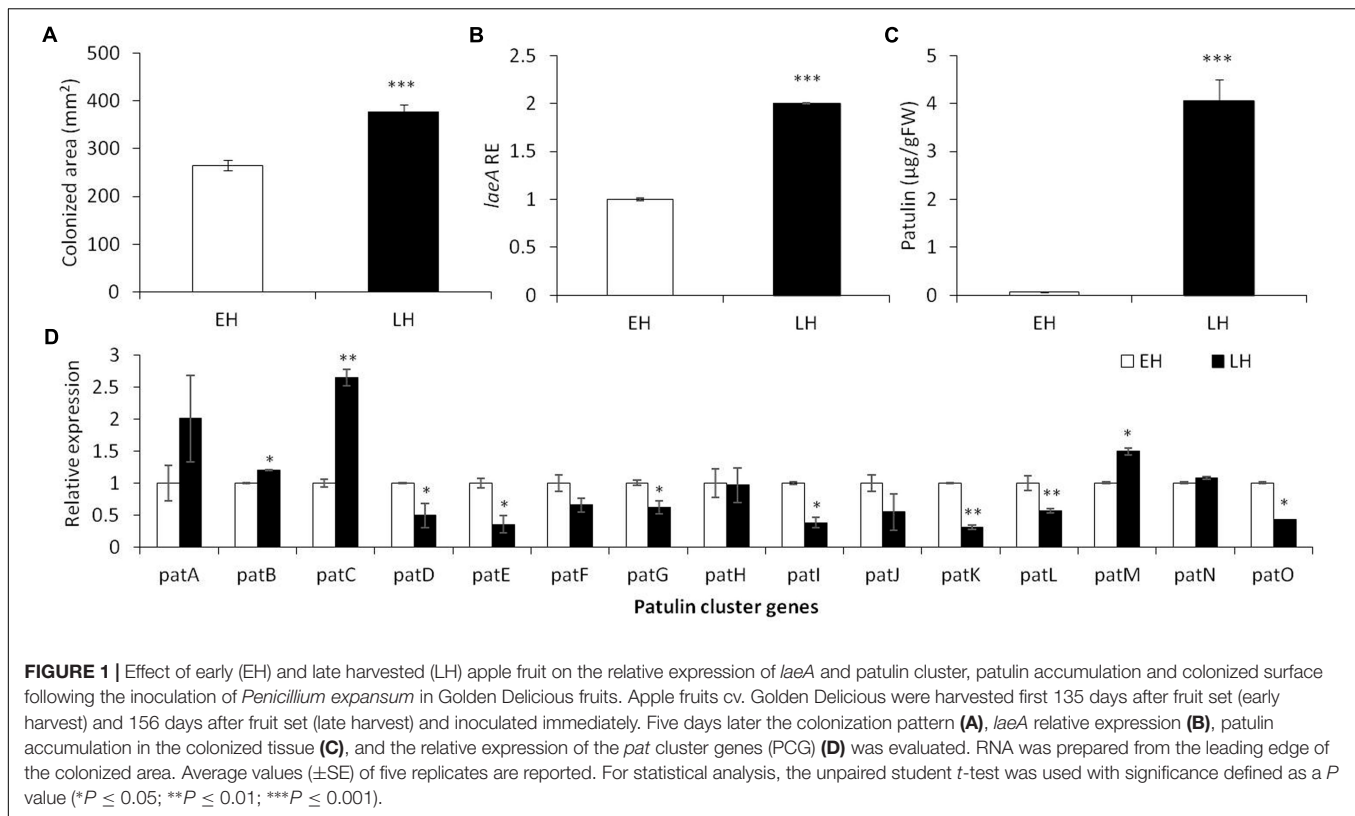 A
500
400
300
200
100
0
Colonized area (mm²)
***
EH
LH
B
2.5
2
1.5
1
0.5
0
laeA RE
***
EH
LH
C
5
4
3
2
1
0
Patulin (µg/gFW)
***
EH
LH
D
3
2.5
2
1.5
1
0.5
0
Relative expression
EH
LH
* ** * * * * ** ** * *
patA patB patC patD patE patF patG patH patI patJ patK patL patM patN patO
Patulin cluster genes
FIGURE 1 | Effect of early (EH) and late harvested (LH) apple fruit on the relative expression of laeA and patulin cluster, patulin accumulation and colonized surface
following the inoculation of Penicillium expansum in Golden Delicious fruits. Apple fruits cv. Golden Delicious were harvested first 135 days after fruit set (early
harvest) and 156 days after fruit set (late harvest) and inoculated immediately. Five days later the colonization pattern (A), laeA relative expression (B), patulin
accumulation in the colonized tissue (C), and the relative expression of the pat cluster genes (PCG) (D) was evaluated. RNA was prepared from the leading edge of
the colonized area. Average values (±SE) of five replicates are reported. For statistical analysis, the unpaired student t-test was used with significance defined as a P
value (*P ≤ 0.05; **P ≤ 0.01; ***P ≤ 0.001).